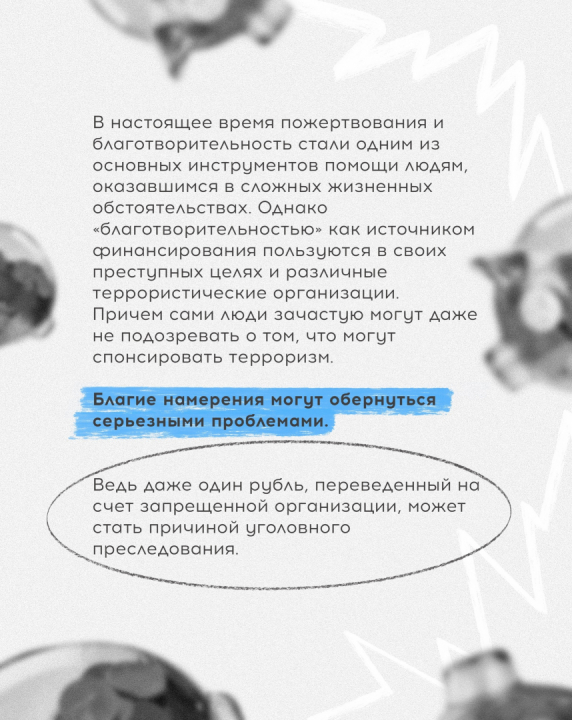 В настоящее время пожертвования и
благотворительность стали одним из
основных инструментов помощи людям,
оказавшимся в сложных жизненных
обстоятельствах. Однако
«благотворительностью» как источником
финансирования пользуются в своих
преступных целях и различные
террористические организации.
Причем сами люди зачастую могут даже
не подозревать о том, что могут
спонсировать терроризм.
Благие намерения могут обернуться
серьезными проблемами.
Ведь даже один рубль, переведенный на
счет запрещенной организации, может
стать причиной уголовного
преследования.